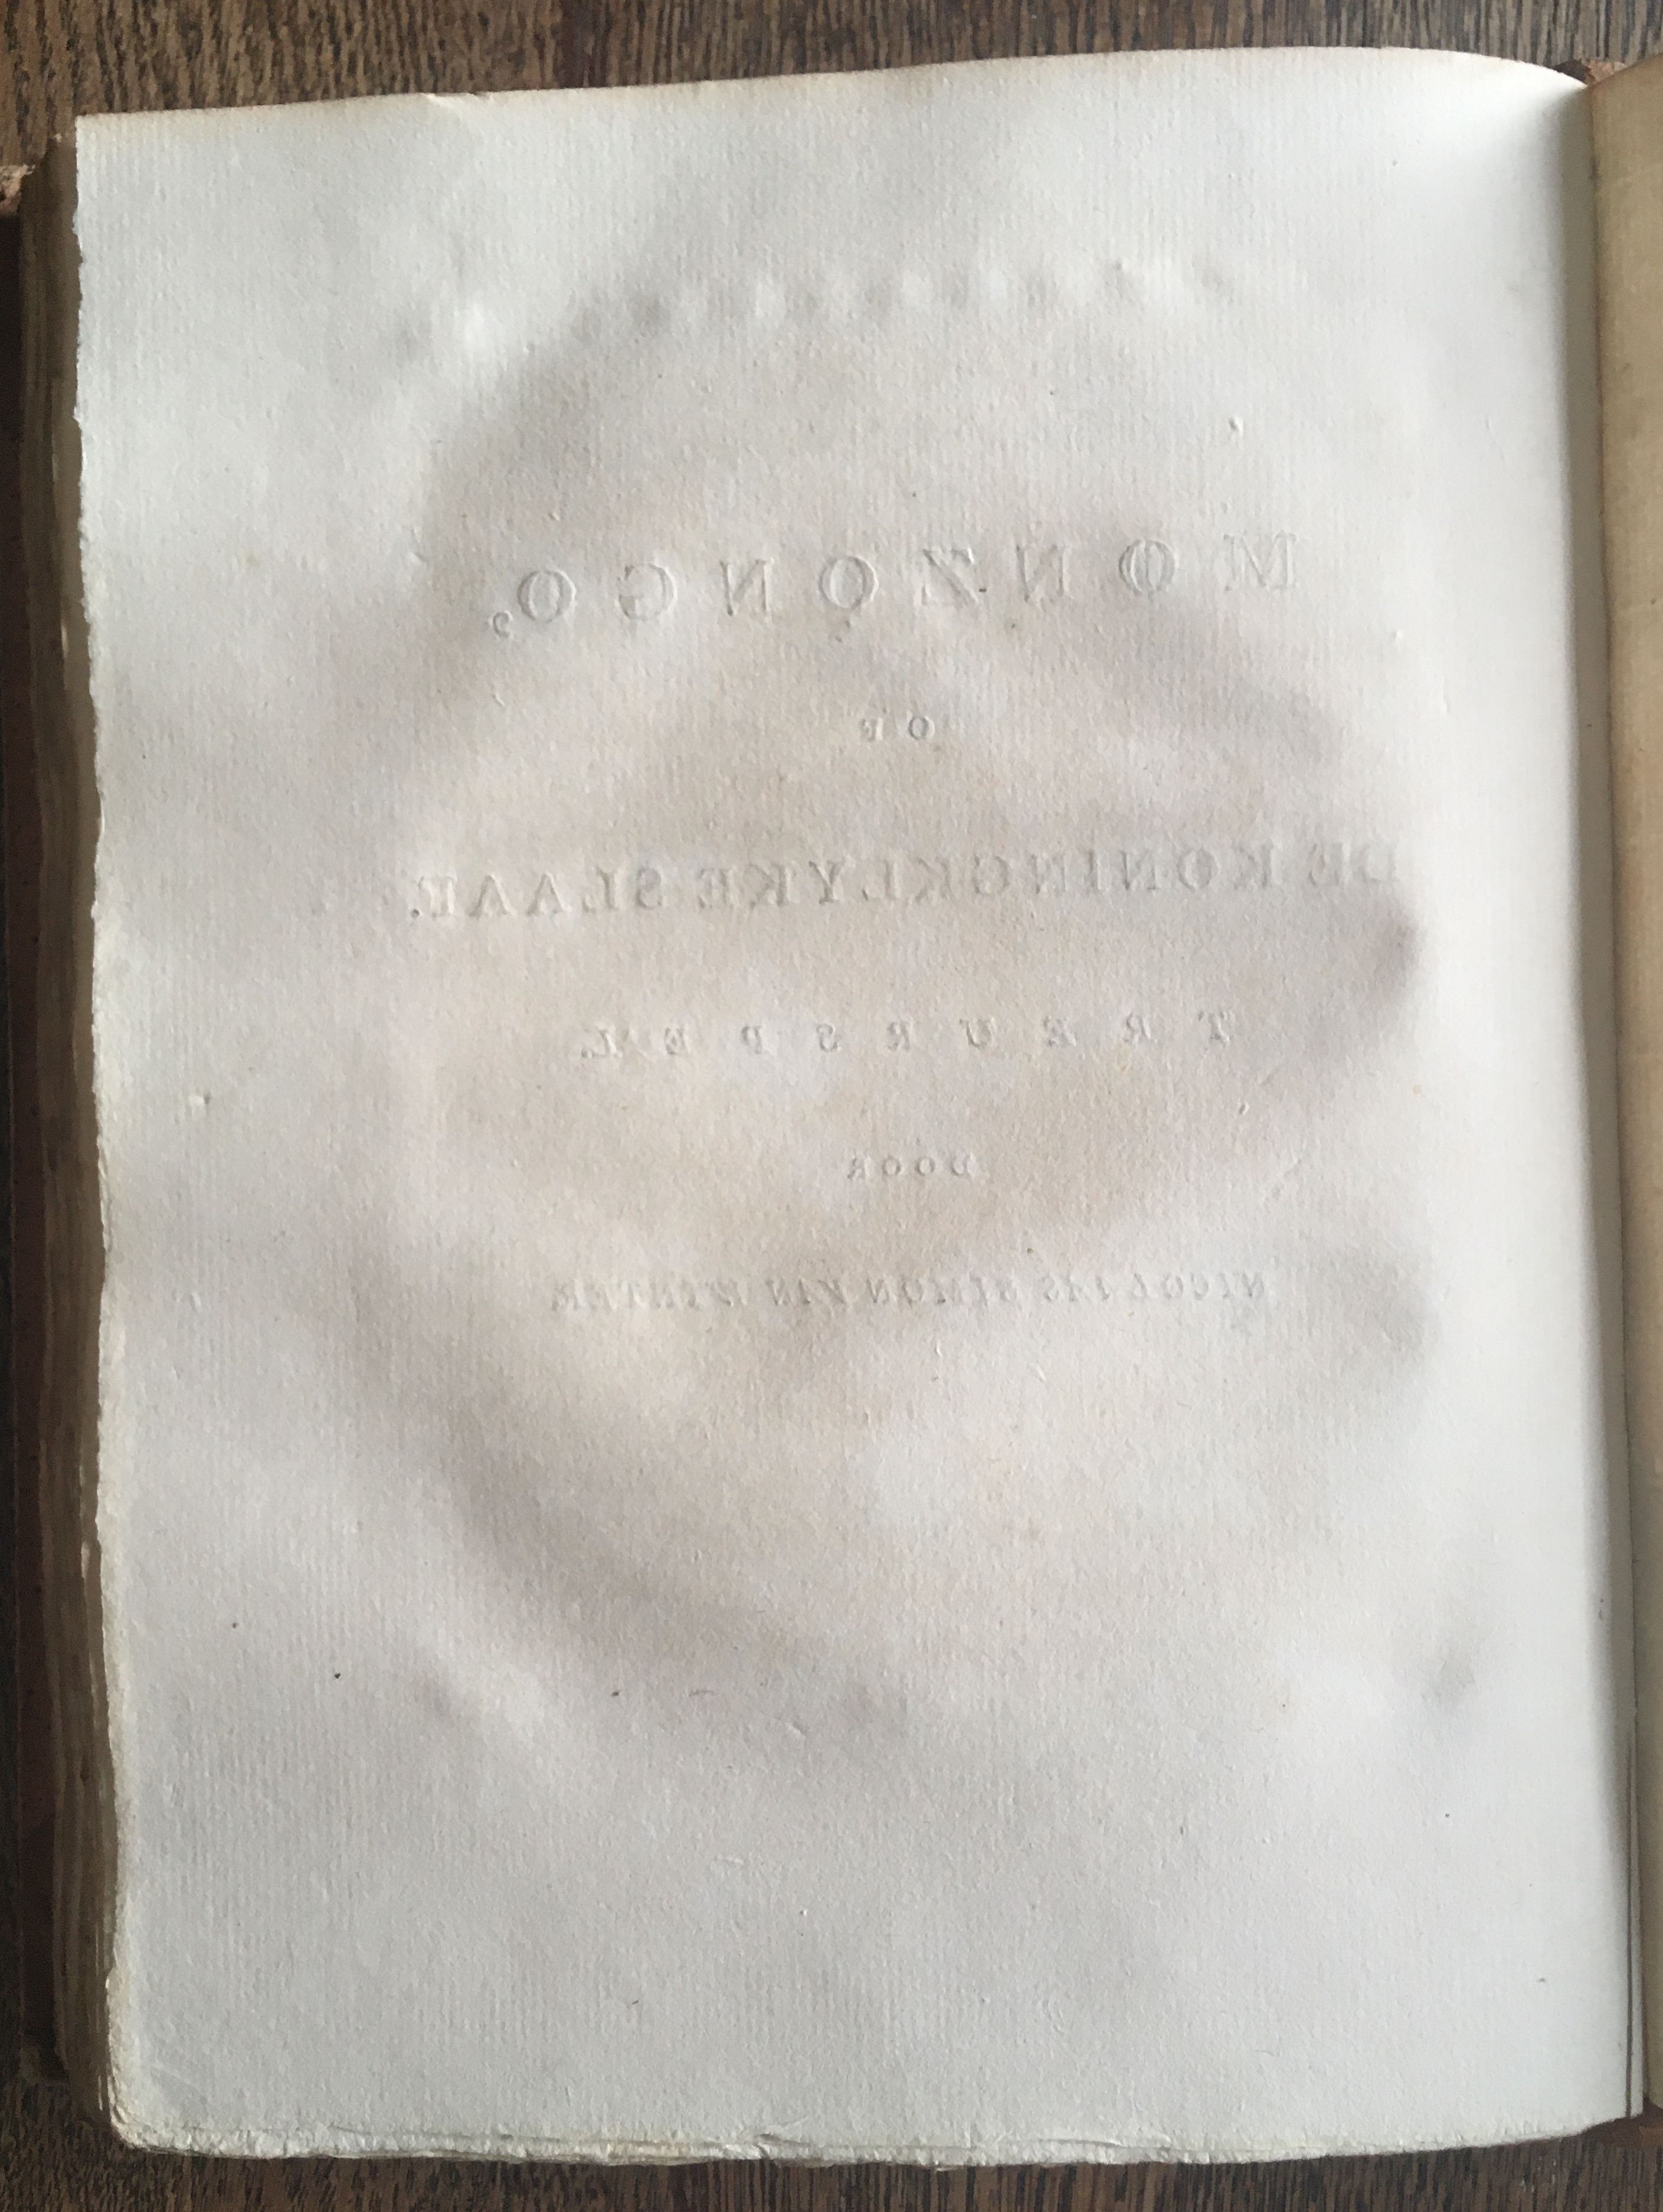 MONZONGO,
OF
DE KONINGKLYKE SLAAF.
TREURSPEL
DOOR
NICOLAAS SIMON VAN WINTER